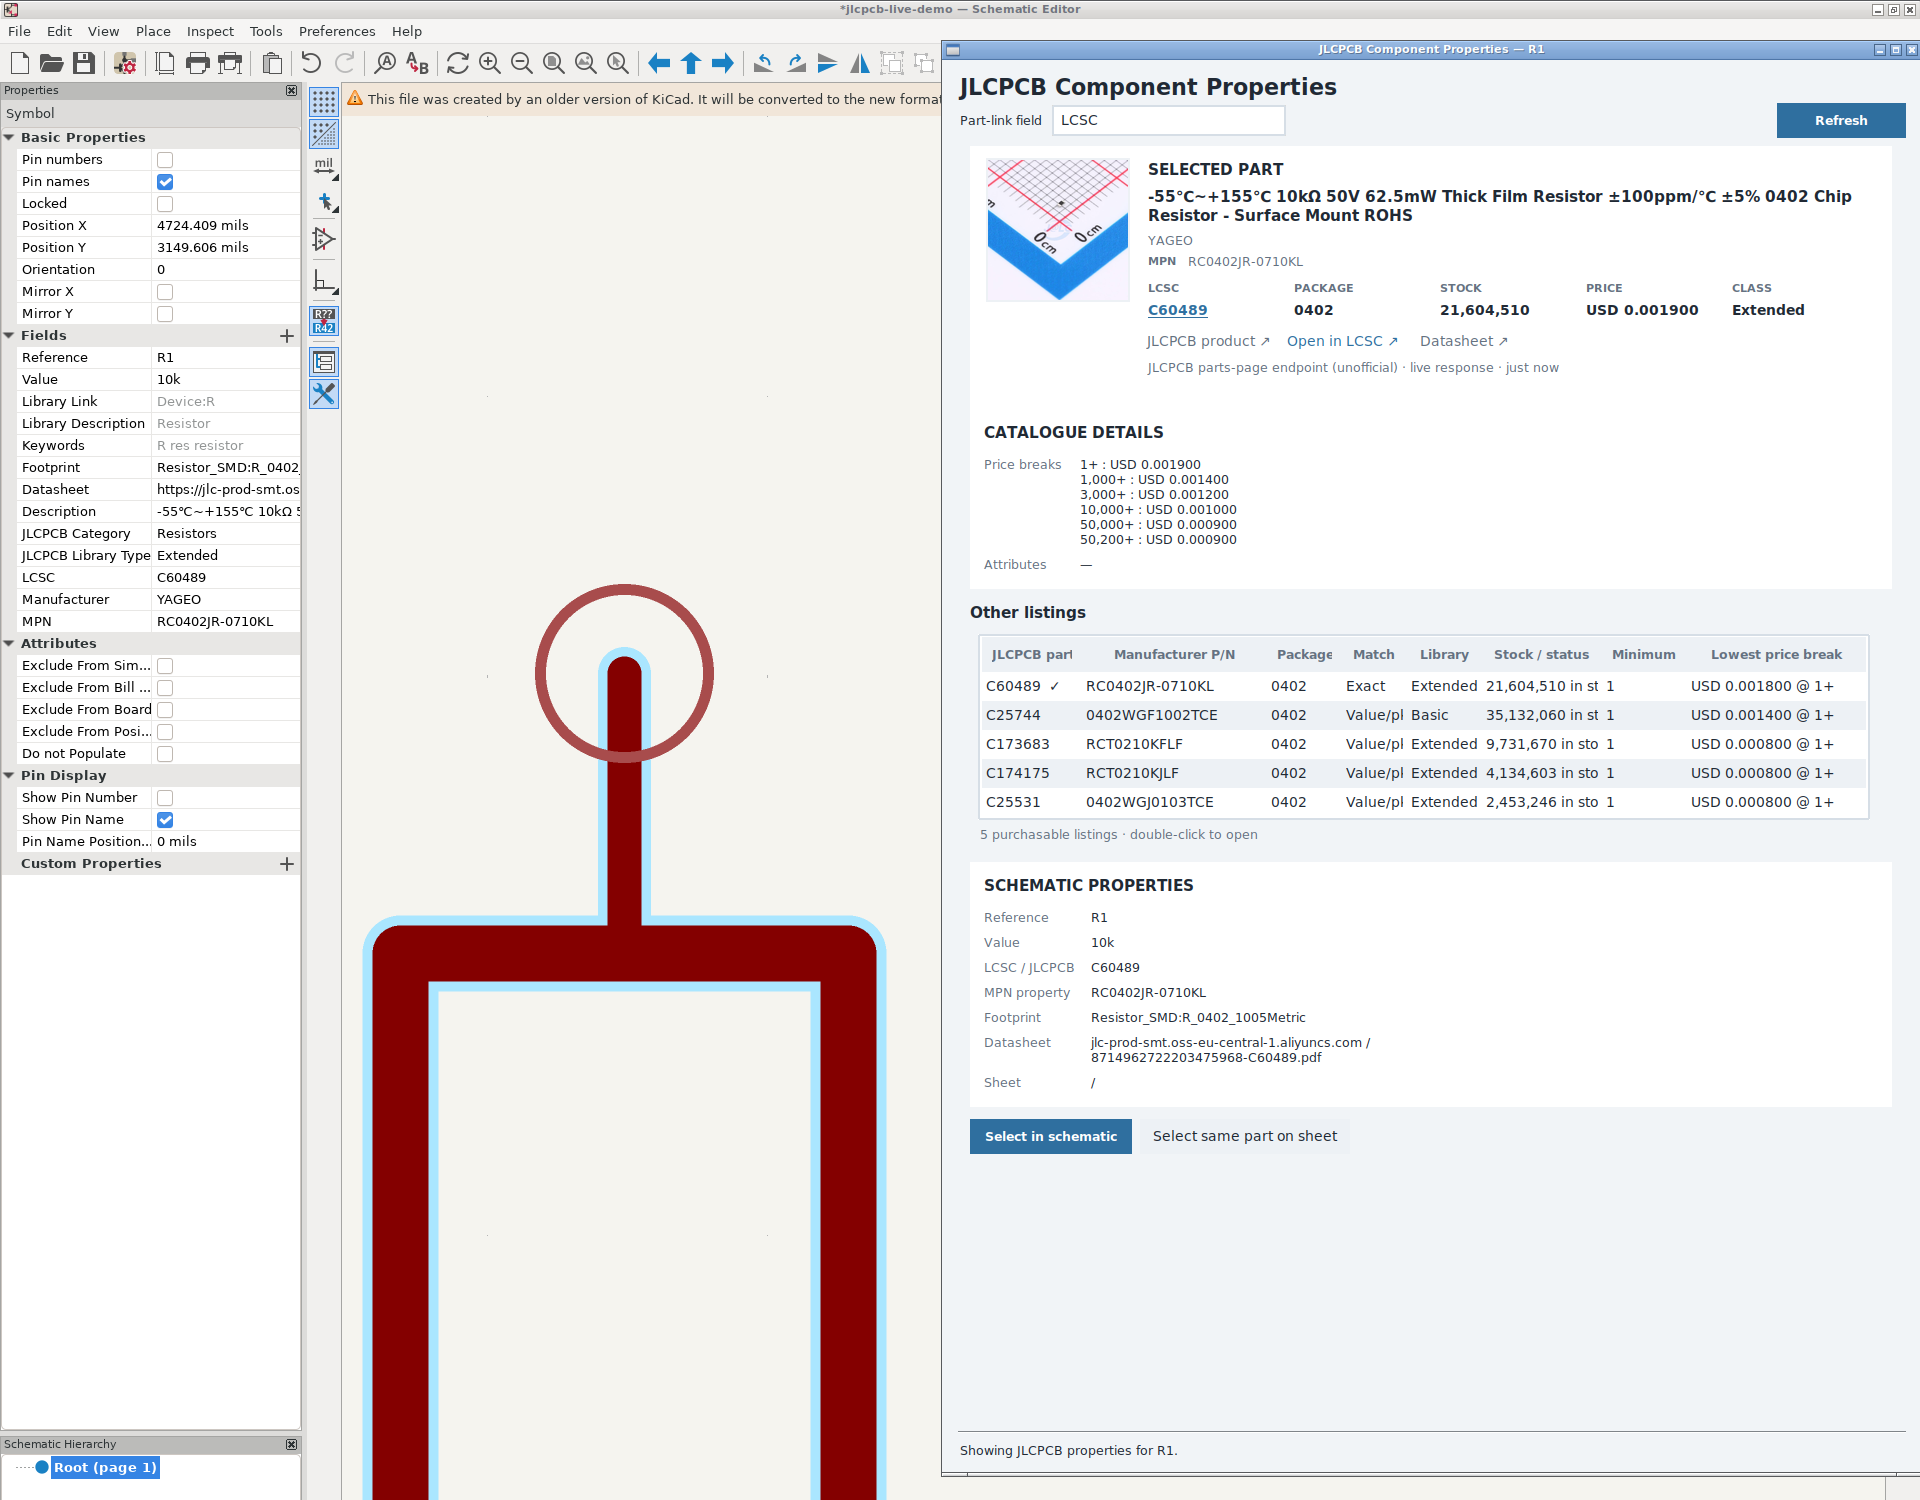 *jlcpcb-live-demo — Schematic Editor
File Edit View Place Inspect Tools Preferences Help
Properties
Symbol
Basic Properties
Pin numbers
Pin names
Locked
Position X 4724.409 mils
Position Y 3149.606 mils
Orientation 0
Mirror X
Mirror Y
Fields
Reference R1
Value 10k
Library Link Device:R
Library Description Resistor
Keywords R res resistor
Footprint Resistor_SMD:R_0402_
Datasheet https://jlc-prod-smt.os
Description -55℃~+155℃ 10kΩ 5
JLCPCB Category Resistors
JLCPCB Library Type Extended
LCSC C60489
Manufacturer YAGEO
MPN RC0402JR-0710KL
Attributes
Exclude From Sim...
Exclude From Bill ...
Exclude From Board
Exclude From Posi...
Do not Populate
Pin Display
Show Pin Number
Show Pin Name
Pin Name Position... 0 mils
Custom Properties
Schematic Hierarchy
Root (page 1)
mil
R??
R42
This file was created by an older version of KiCad. It will be converted to the new format
JLCPCB Component Properties — R1
JLCPCB Component Properties
Part-link field LCSC Refresh
0cm 0cm
SELECTED PART
-55℃~+155℃ 10kΩ 50V 62.5mW Thick Film Resistor ±100ppm/℃ ±5% 0402 Chip
Resistor - Surface Mount ROHS
YAGEO
MPN RC0402JR-0710KL
LCSC PACKAGE STOCK PRICE CLASS
C60489 0402 21,604,510 USD 0.001900 Extended
JLCPCB product ↗ Open in LCSC ↗ Datasheet ↗
JLCPCB parts-page endpoint (unofficial) · live response · just now
CATALOGUE DETAILS
Price breaks 1+ : USD 0.001900
1,000+ : USD 0.001400
3,000+ : USD 0.001200
10,000+ : USD 0.001000
50,000+ : USD 0.000900
50,200+ : USD 0.000900
Attributes —
Other listings
JLCPCB part Manufacturer P/N Package Match Library Stock / status Minimum Lowest price break
C60489 ✓ RC0402JR-0710KL 0402 Exact Extended 21,604,510 in st 1 USD 0.001800 @ 1+
C25744 0402WGF1002TCE 0402 Value/pl Basic 35,132,060 in st 1 USD 0.001400 @ 1+
C173683 RCT0210KFLF 0402 Value/pl Extended 9,731,670 in sto 1 USD 0.000800 @ 1+
C174175 RCT0210KJLF 0402 Value/pl Extended 4,134,603 in sto 1 USD 0.000800 @ 1+
C25531 0402WGJ0103TCE 0402 Value/pl Extended 2,453,246 in sto 1 USD 0.000800 @ 1+
5 purchasable listings · double-click to open
SCHEMATIC PROPERTIES
Reference R1
Value 10k
LCSC / JLCPCB C60489
MPN property RC0402JR-0710KL
Footprint Resistor_SMD:R_0402_1005Metric
Datasheet jlc-prod-smt.oss-eu-central-1.aliyuncs.com /
8714962722203475968-C60489.pdf
Sheet /
Select in schematic Select same part on sheet
Showing JLCPCB properties for R1.